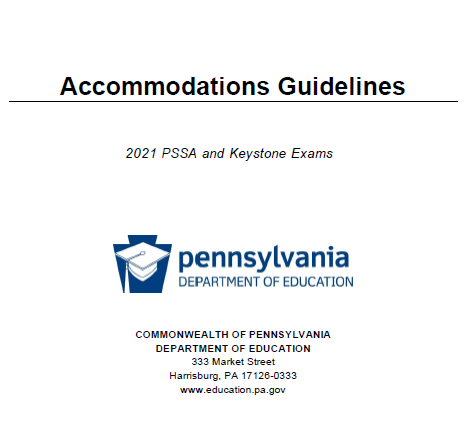 Accommodations Guidelines
2021 PSSA and Keystone Exams
pennsylvania
DEPARTMENT OF EDUCATION
COMMONWEALTH OF PENNSYLVANIA
DEPARTMENT OF EDUCATION
333 Market Street
Harrisburg, PA 17126-0333
www.education.pa.gov